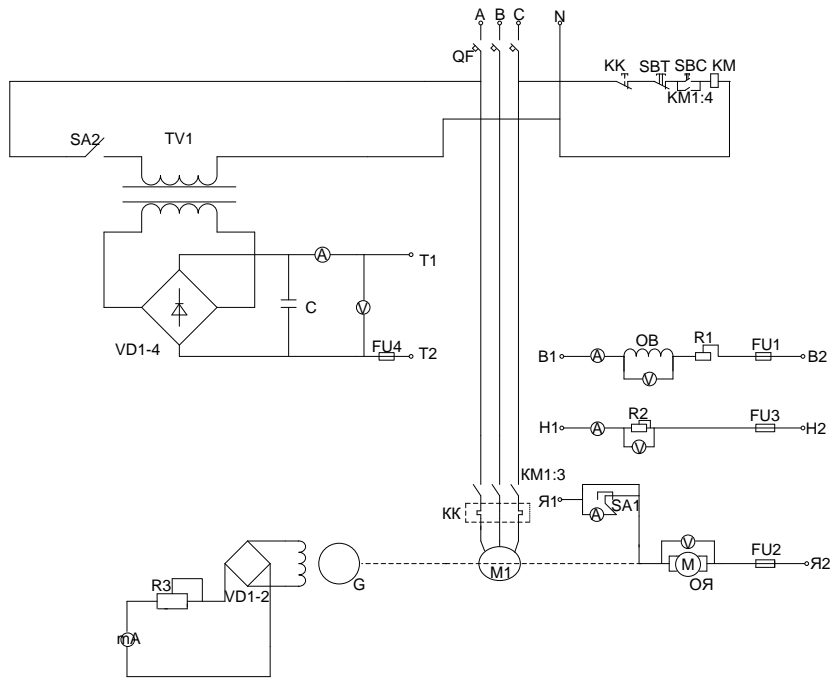 A B C N
QF
KK SBT SBC KM
KM1:4
SA2 TV1
A T1
C V
VD1-4 FU4 T2
B1 A OB R1 FU1 B2
V
H1 A R2 FU3 H2
V
KM1:3
KK Я1 SA1
A
V FU2
G M1 M Я2
ОЯ
R3 VD1-2
mA